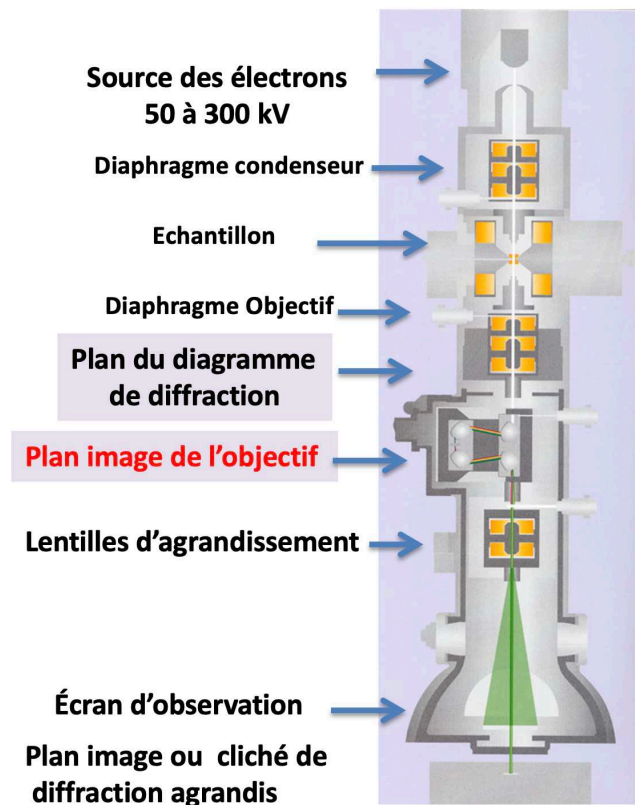 Source des électrons
50 à 300 kV
Diaphragme condenseur
Echantillon
Diaphragme Objectif
Plan du diagramme
de diffraction
Plan image de l’objectif
Lentilles d’agrandissement
Écran d’observation
Plan image ou cliché de
diffraction agrandis